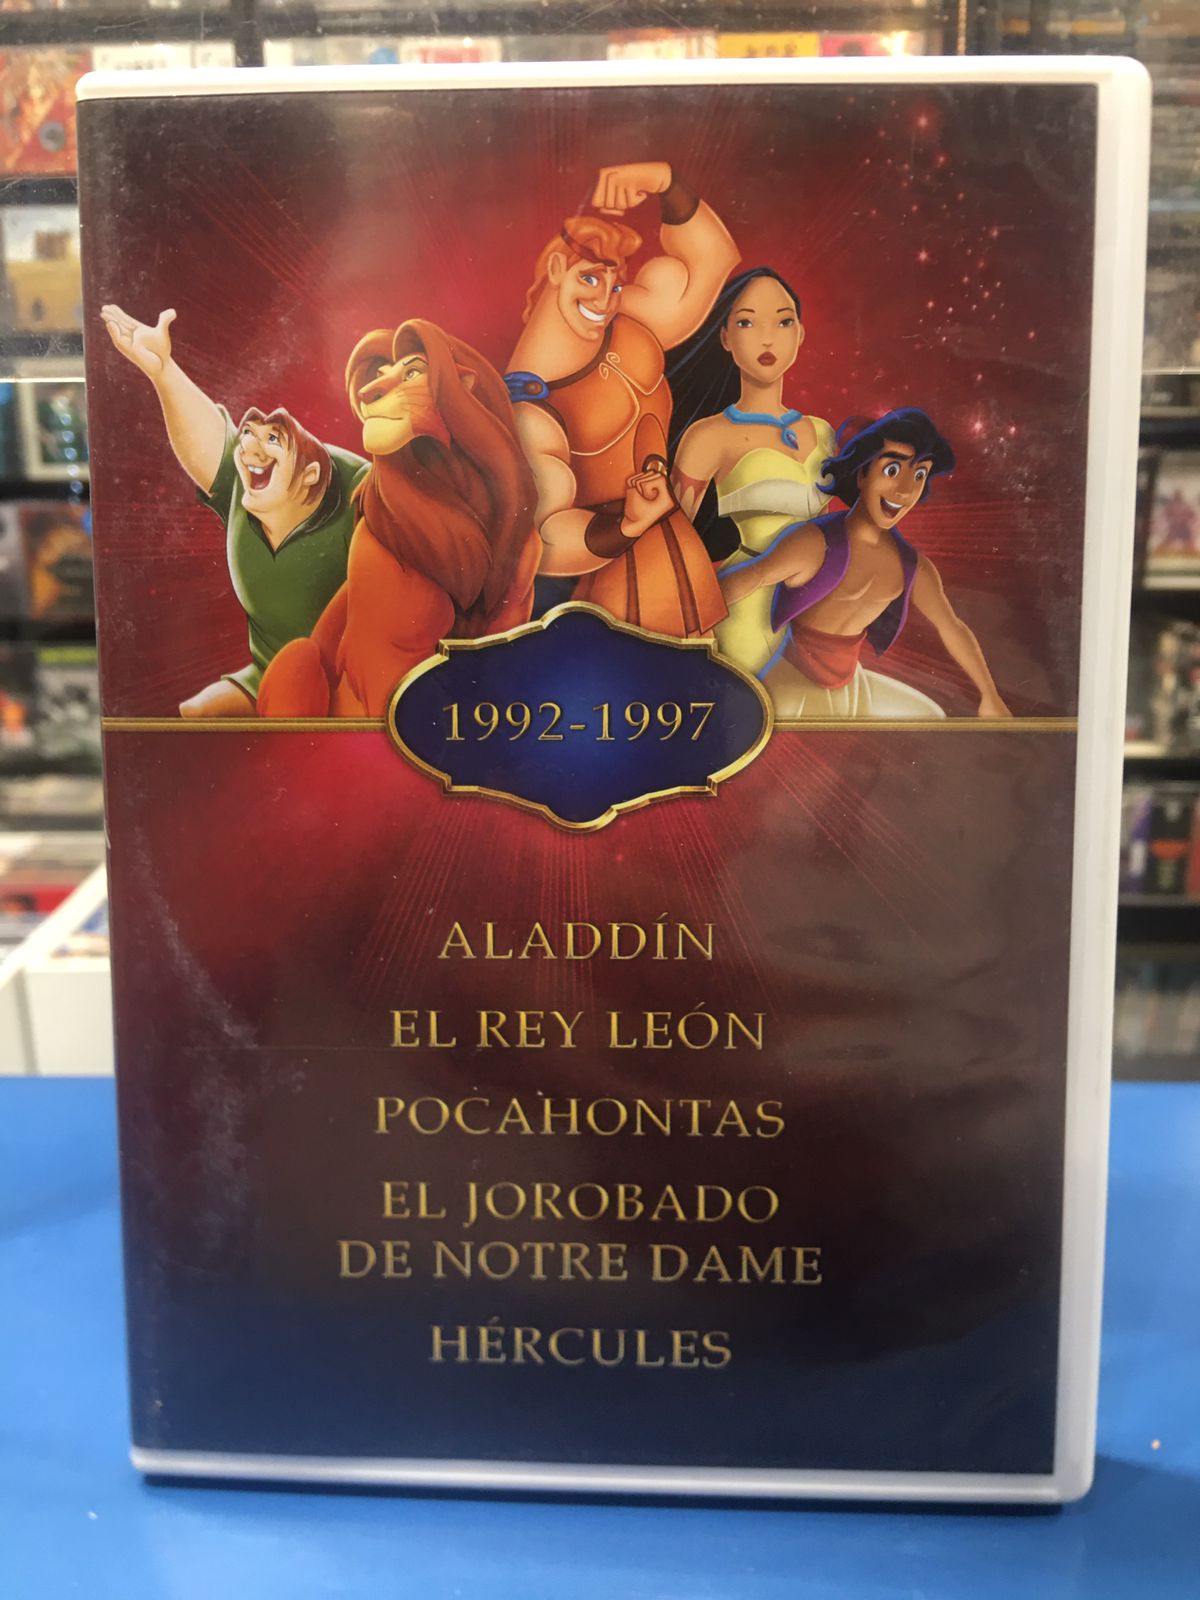 1992-1997
ALADDÍN
EL REY LEÓN
POCAHONTAS
EL JOROBADO
DE NOTRE DAME
HÉRCULES